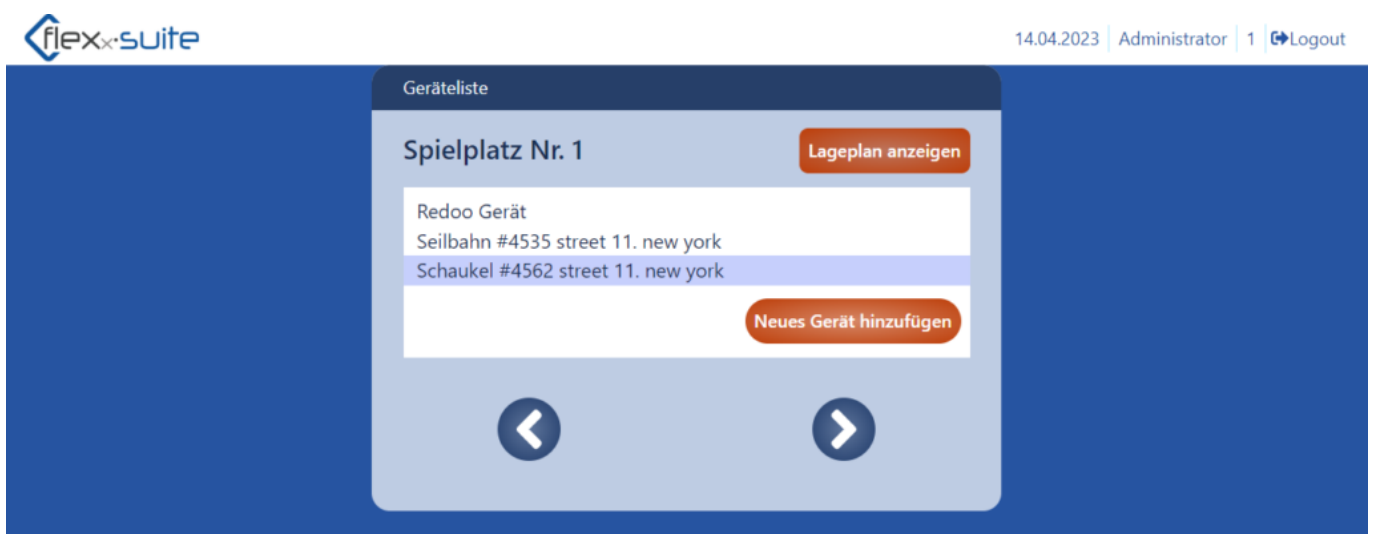 flexx-suite
14.04.2023 Administrator 1 Logout
Geräteliste
Spielplatz Nr. 1
Lageplan anzeigen
Redoo Gerät
Seilbahn #4535 street 11. new york
Schaukel #4562 street 11. new york
Neues Gerät hinzufügen